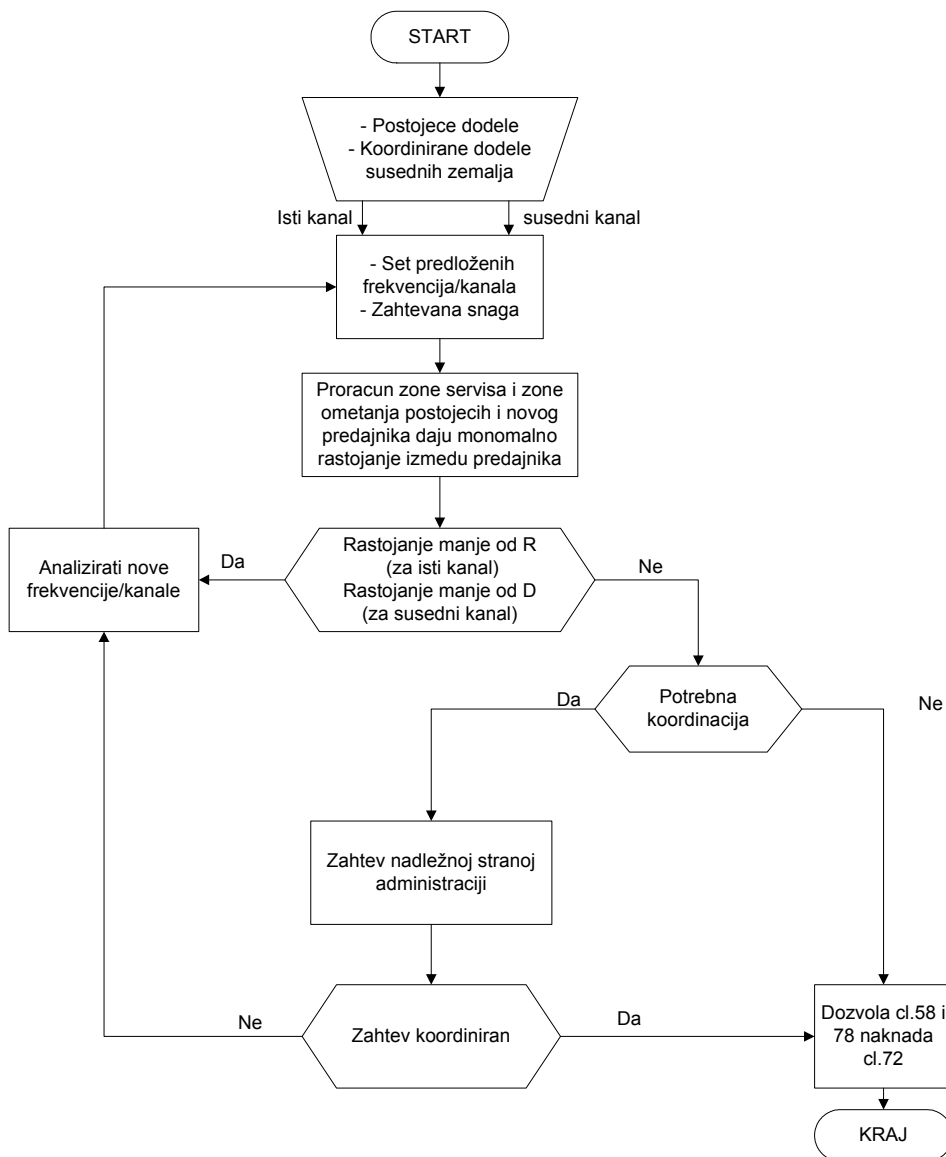 START
- Postojece dodele
- Koordinirane dodele
susednih zemalja
Isti kanal
susedni kanal
- Set predloženih
frekvencija/kanala
- Zahtevana snaga
Proracun zone servisa i zone
ometanja postojecih i novog
predajnika daju monomalno
rastojanje izmedu predajnika
Analizirati nove
frekvencije/kanale
Da
Rastojanje manje od R
(za isti kanal)
Rastojanje manje od D
(za susedni kanal)
Ne
Da
Potrebna
koordinacija
Ne
Zahtev nadležnoj stranoj
administraciji
Ne
Zahtev koordiniran
Da
Dozvola cl.58 i
78 naknada
cl.72
KRAJ